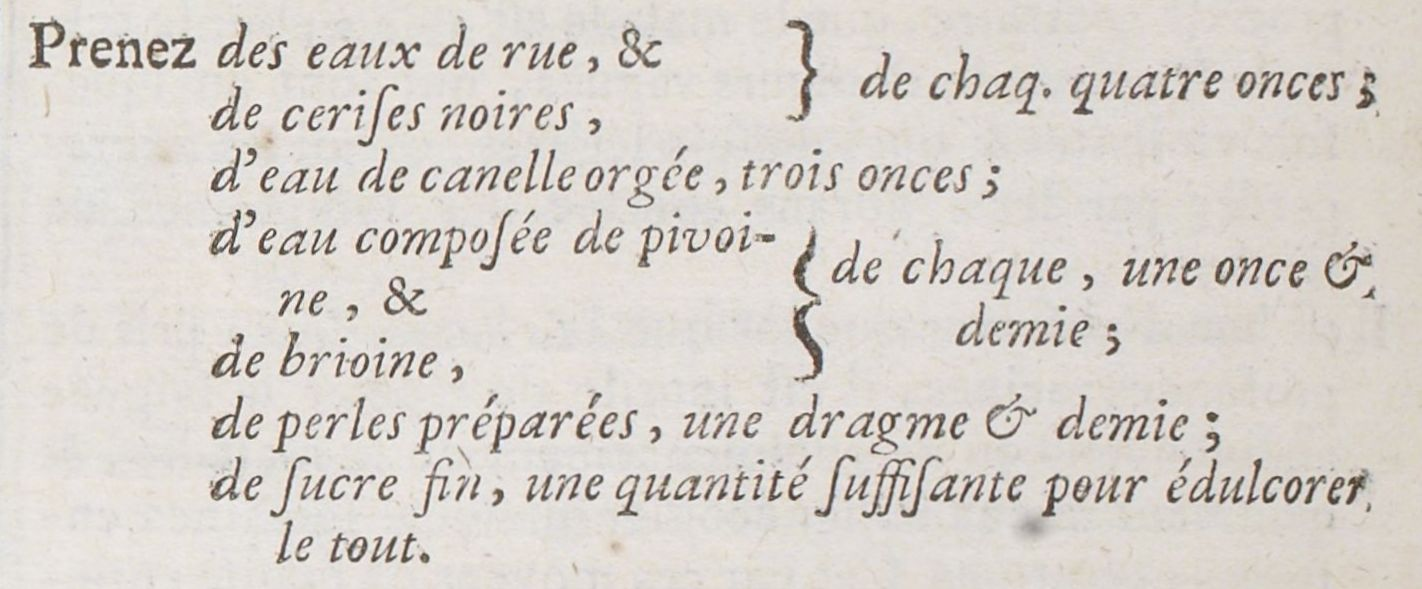 Prenez des eaux de rue, & } de chaq. quatre onces;
de ceriſes noires,
d'eau de canelle orgée, trois onces;
d'eau compoſée de pivoi-
ne, & { de chaque, une once &
demie;
de brioine,
de perles préparées, une dragme & demie;
de ſucre fin, une quantité ſuffiſante pour édulcorer
le tout.